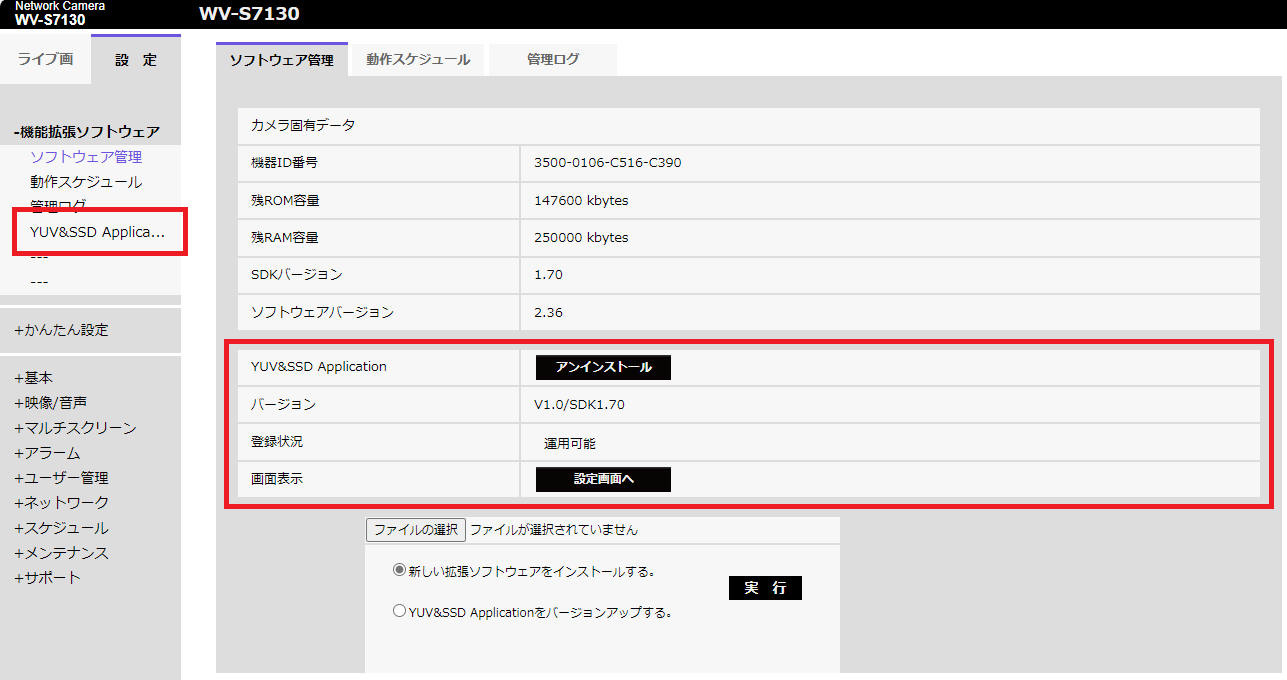 Network Camera
WV-S7130
WV-S7130
ライブ画
設 定
ソフトウェア管理
動作スケジュール
管理ログ
-機能拡張ソフトウェア
ソフトウェア管理
動作スケジュール
管理ログ
YUV&SSD Applica...
---
---
+かんたん設定
+基本
+映像/音声
+マルチスクリーン
+アラーム
+ユーザー管理
+ネットワーク
+スケジュール
+メンテナンス
+サポート
カメラ固有データ
機器ID番号 3500-0106-C516-C390
残ROM容量 147600 kbytes
残RAM容量 250000 kbytes
SDKバージョン 1.70
ソフトウェアバージョン 2.36
YUV&SSD Application アンインストール
バージョン V1.0/SDK1.70
登録状況 運用可能
画面表示 設定画面へ
ファイルの選択 ファイルが選択されていません
新しい拡張ソフトウェアをインストールする。
実 行
YUV&SSD Applicationをバージョンアップする。